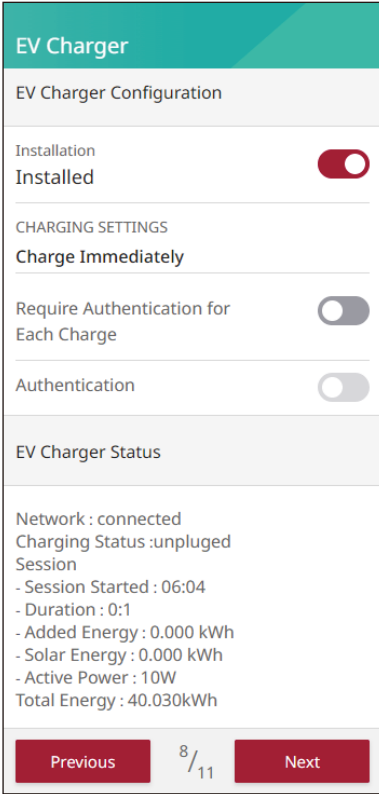 EV Charger
EV Charger Configuration
Installation
Installed
CHARGING SETTINGS
Charge Immediately
Require Authentication for
Each Charge
Authentication
EV Charger Status
Network : connected
Charging Status :unpluged
Session
- Session Started : 06:04
- Duration : 0:1
- Added Energy : 0.000 kWh
- Solar Energy : 0.000 kWh
- Active Power : 10W
Total Energy : 40.030kWh
Previous 8/11 Next